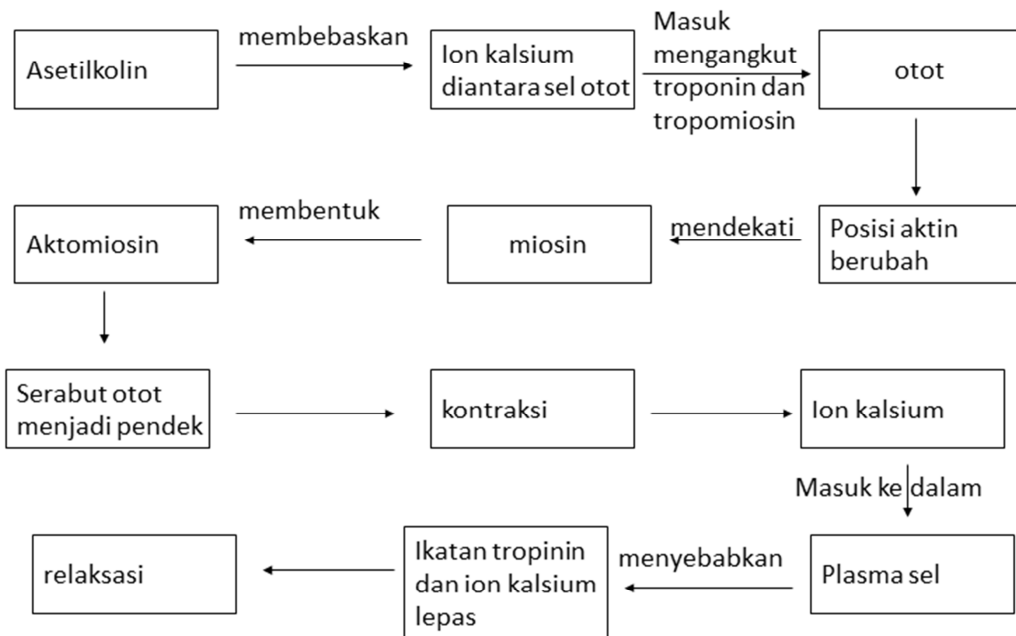 Asetilkolin
membebaskan
Ion kalsium
diantara sel otot
Masuk
mengangkut
troponin dan
tropomiosin
otot
Posisi aktin
berubah
mendekati
miosin
membentuk
Aktomiosin
Serabut otot
menjadi pendek
kontraksi
Ion kalsium
Masuk ke dalam
Plasma sel
menyebabkan
Ikatan tropinin
dan ion kalsium
lepas
relaksasi